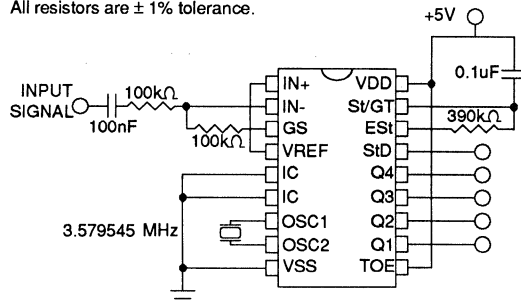 All resistors are ± 1% tolerance.
+5V
0.1uF
INPUT
SIGNAL
100kΩ
100nF
100kΩ
390kΩ
3.579545 MHz
IN+ VDD
IN- St/GT
GS ESt
VREF StD
IC Q4
IC Q3
OSC1 Q2
OSC2 Q1
VSS TOE